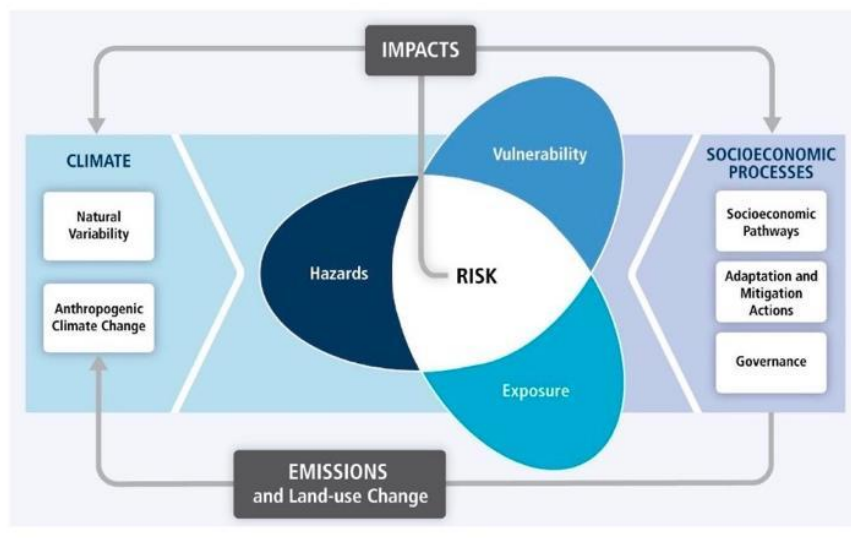 IMPACTS
CLIMATE
Natural
Variability
Anthropogenic
Climate Change
Vulnerability
Hazards
RISK
Exposure
SOCIOECONOMIC
PROCESSES
Socioeconomic
Pathways
Adaptation and
Mitigation
Actions
Governance
EMISSIONS
and Land-use Change